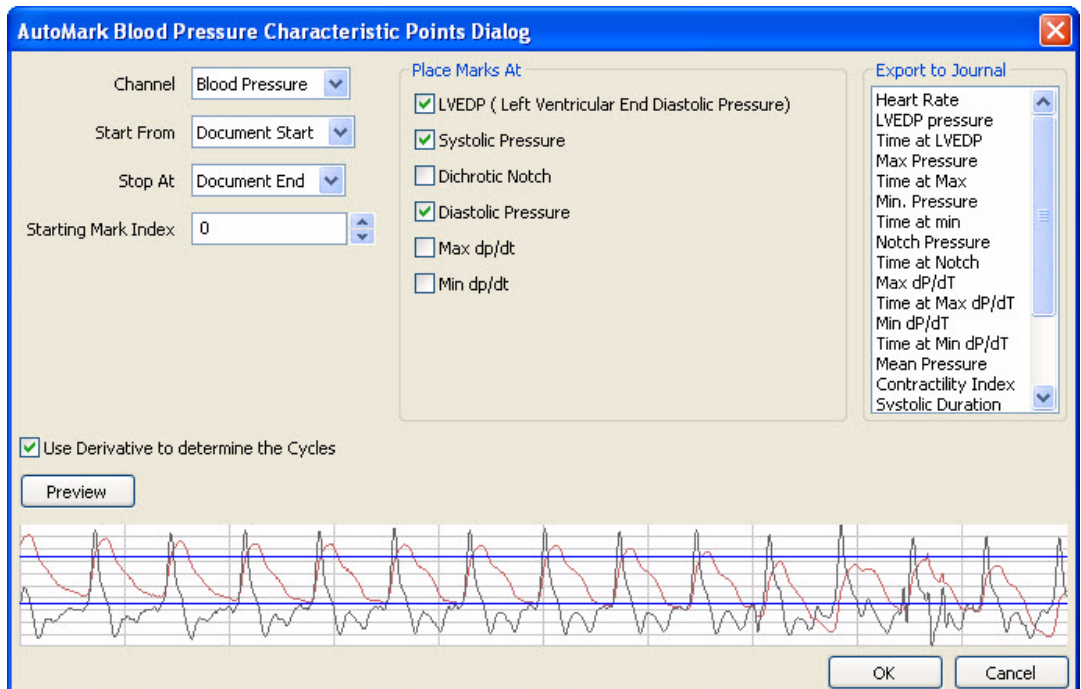 AutoMark Blood Pressure Characteristic Points Dialog
Channel Blood Pressure
Start From Document Start
Stop At Document End
Starting Mark Index 0
Place Marks At
LVEDP ( Left Ventricular End Diastolic Pressure)
Systolic Pressure
Dichrotic Notch
Diastolic Pressure
Max dp/dt
Min dp/dt
Export to Journal
Heart Rate
LVEDP pressure
Time at LVEDP
Max Pressure
Time at Max
Min. Pressure
Time at min
Notch Pressure
Time at Notch
Max dP/dT
Time at Max dP/dT
Min dP/dT
Time at Min dP/dT
Mean Pressure
Contractility Index
Systolic Duration
Use Derivative to determine the Cycles
Preview
OK Cancel